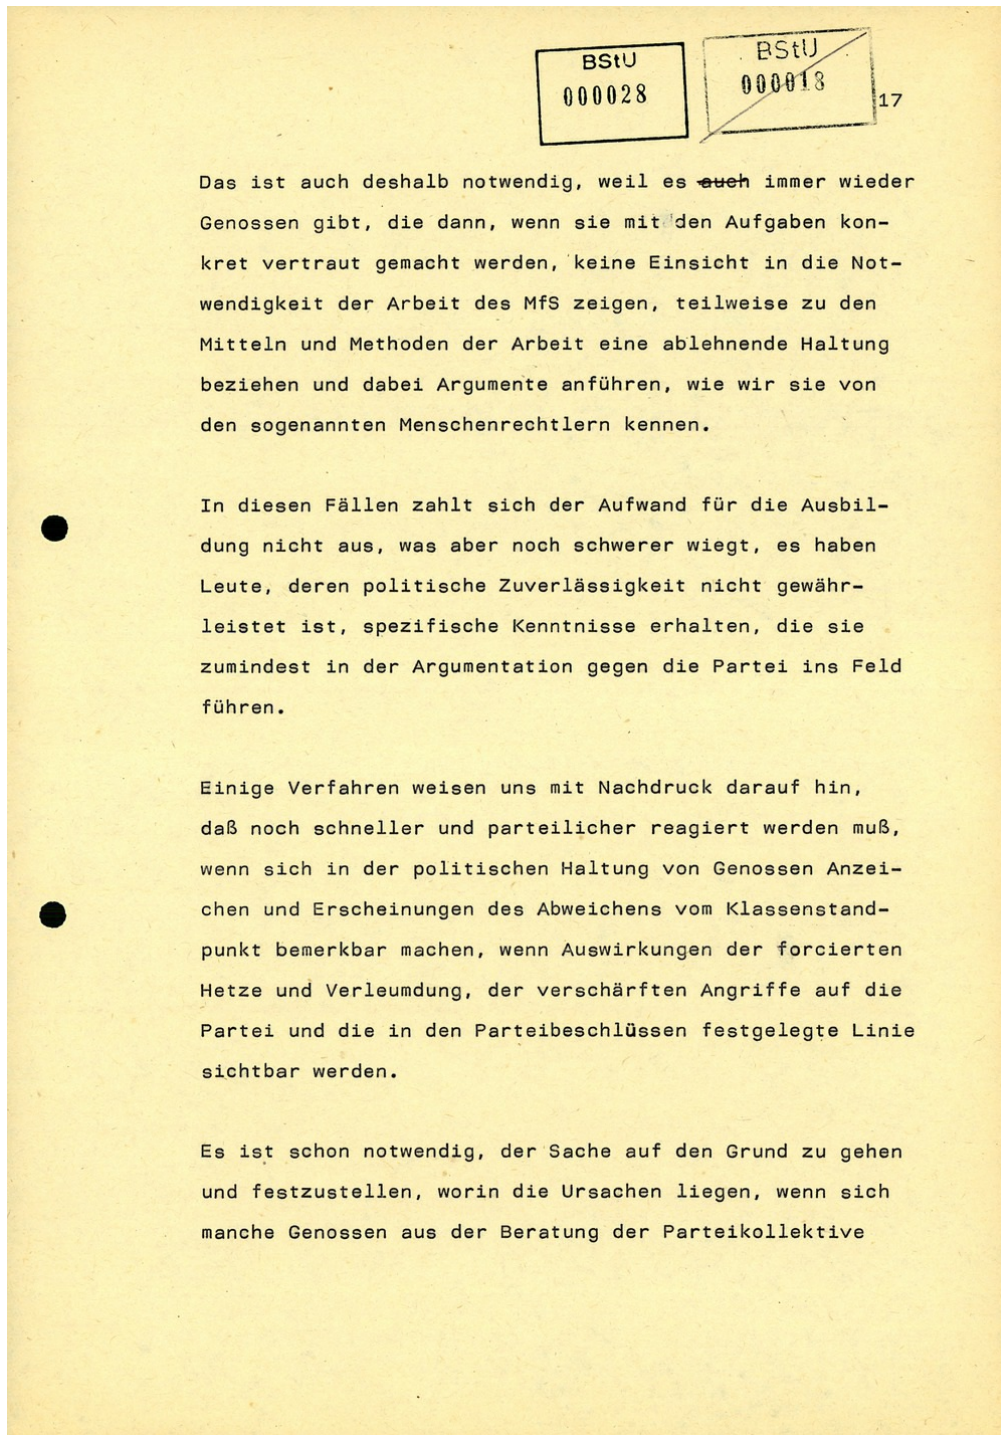 BStU
000028
BStU
000018
17
Das ist auch deshalb notwendig, weil es auch immer wieder
Genossen gibt, die dann, wenn sie mit den Aufgaben kon-
kret vertraut gemacht werden, keine Einsicht in die Not-
wendigkeit der Arbeit des MfS zeigen, teilweise zu den
Mitteln und Methoden der Arbeit eine ablehnende Haltung
beziehen und dabei Argumente anführen, wie wir sie von
den sogenannten Menschenrechtlern kennen.
In diesen Fällen zahlt sich der Aufwand für die Ausbil-
dung nicht aus, was aber noch schwerer wiegt, es haben
Leute, deren politische Zuverlässigkeit nicht gewähr-
leistet ist, spezifische Kenntnisse erhalten, die sie
zumindest in der Argumentation gegen die Partei ins Feld
führen.
Einige Verfahren weisen uns mit Nachdruck darauf hin,
daß noch schneller und parteilicher reagiert werden muß,
wenn sich in der politischen Haltung von Genossen Anzei-
chen und Erscheinungen des Abweichens vom Klassenstand-
punkt bemerkbar machen, wenn Auswirkungen der forcierten
Hetze und Verleumdung, der verschärften Angriffe auf die
Partei und die in den Parteibeschlüssen festgelegte Linie
sichtbar werden.
Es ist schon notwendig, der Sache auf den Grund zu gehen
und festzustellen, worin die Ursachen liegen, wenn sich
manche Genossen aus der Beratung der Parteikollektive